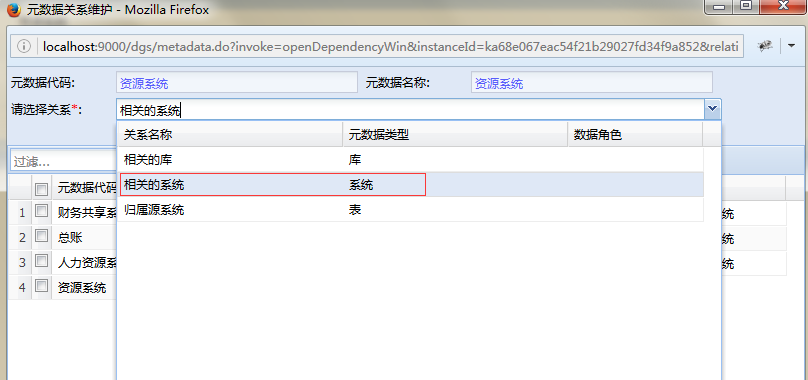 元数据关系维护 - Mozilla Firefox
localhost:9000/dgs/metadata.do?invoke=openDependencyWin&instanceId=ka68e067eac54f21b29027fd34f9a852&relati
元数据代码: 资源系统 元数据名称: 资源系统
请选择关系*: 相关的系统
关系名称 元数据类型 数据角色
相关的库 库
相关的系统 系统
归属源系统 表
过滤...
元数据代码
1 财务共享系 统
2 总账 统
3 人力资源系 统
4 资源系统